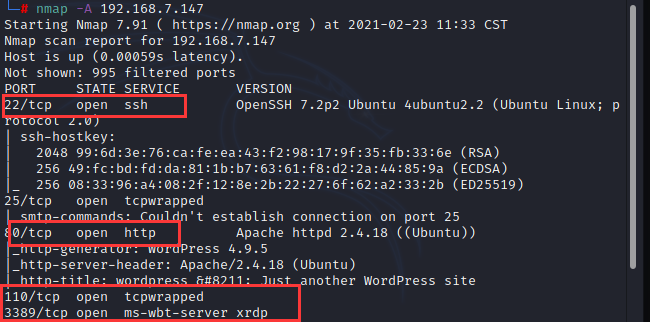 └─# nmap -A 192.168.7.147
Starting Nmap 7.91 ( https://nmap.org ) at 2021-02-23 11:33 CST
Nmap scan report for 192.168.7.147
Host is up (0.00059s latency).
Not shown: 995 filtered ports
PORT     STATE SERVICE       VERSION
22/tcp   open  ssh           OpenSSH 7.2p2 Ubuntu 4ubuntu2.2 (Ubuntu Linux; p
rotocol 2.0)
| ssh-hostkey:
|   2048 99:6d:3e:76:ca:fe:ea:43:f2:98:17:9f:35:fb:33:6e (RSA)
|   256 49:fc:bd:fd:da:81:1b:b7:63:61:f8:d2:2a:44:85:9a (ECDSA)
|_  256 08:33:96:a4:08:2f:12:8e:2b:22:27:6f:62:a2:33:2b (ED25519)
25/tcp   open  tcpwrapped
|_smtp-commands: Couldn't establish connection on port 25
80/tcp   open  http          Apache httpd 2.4.18 ((Ubuntu))
|_http-generator: WordPress 4.9.5
|_http-server-header: Apache/2.4.18 (Ubuntu)
|_http-title: wordpress &#8211; Just another WordPress site
110/tcp  open  tcpwrapped
3389/tcp open  ms-wbt-server xrdp